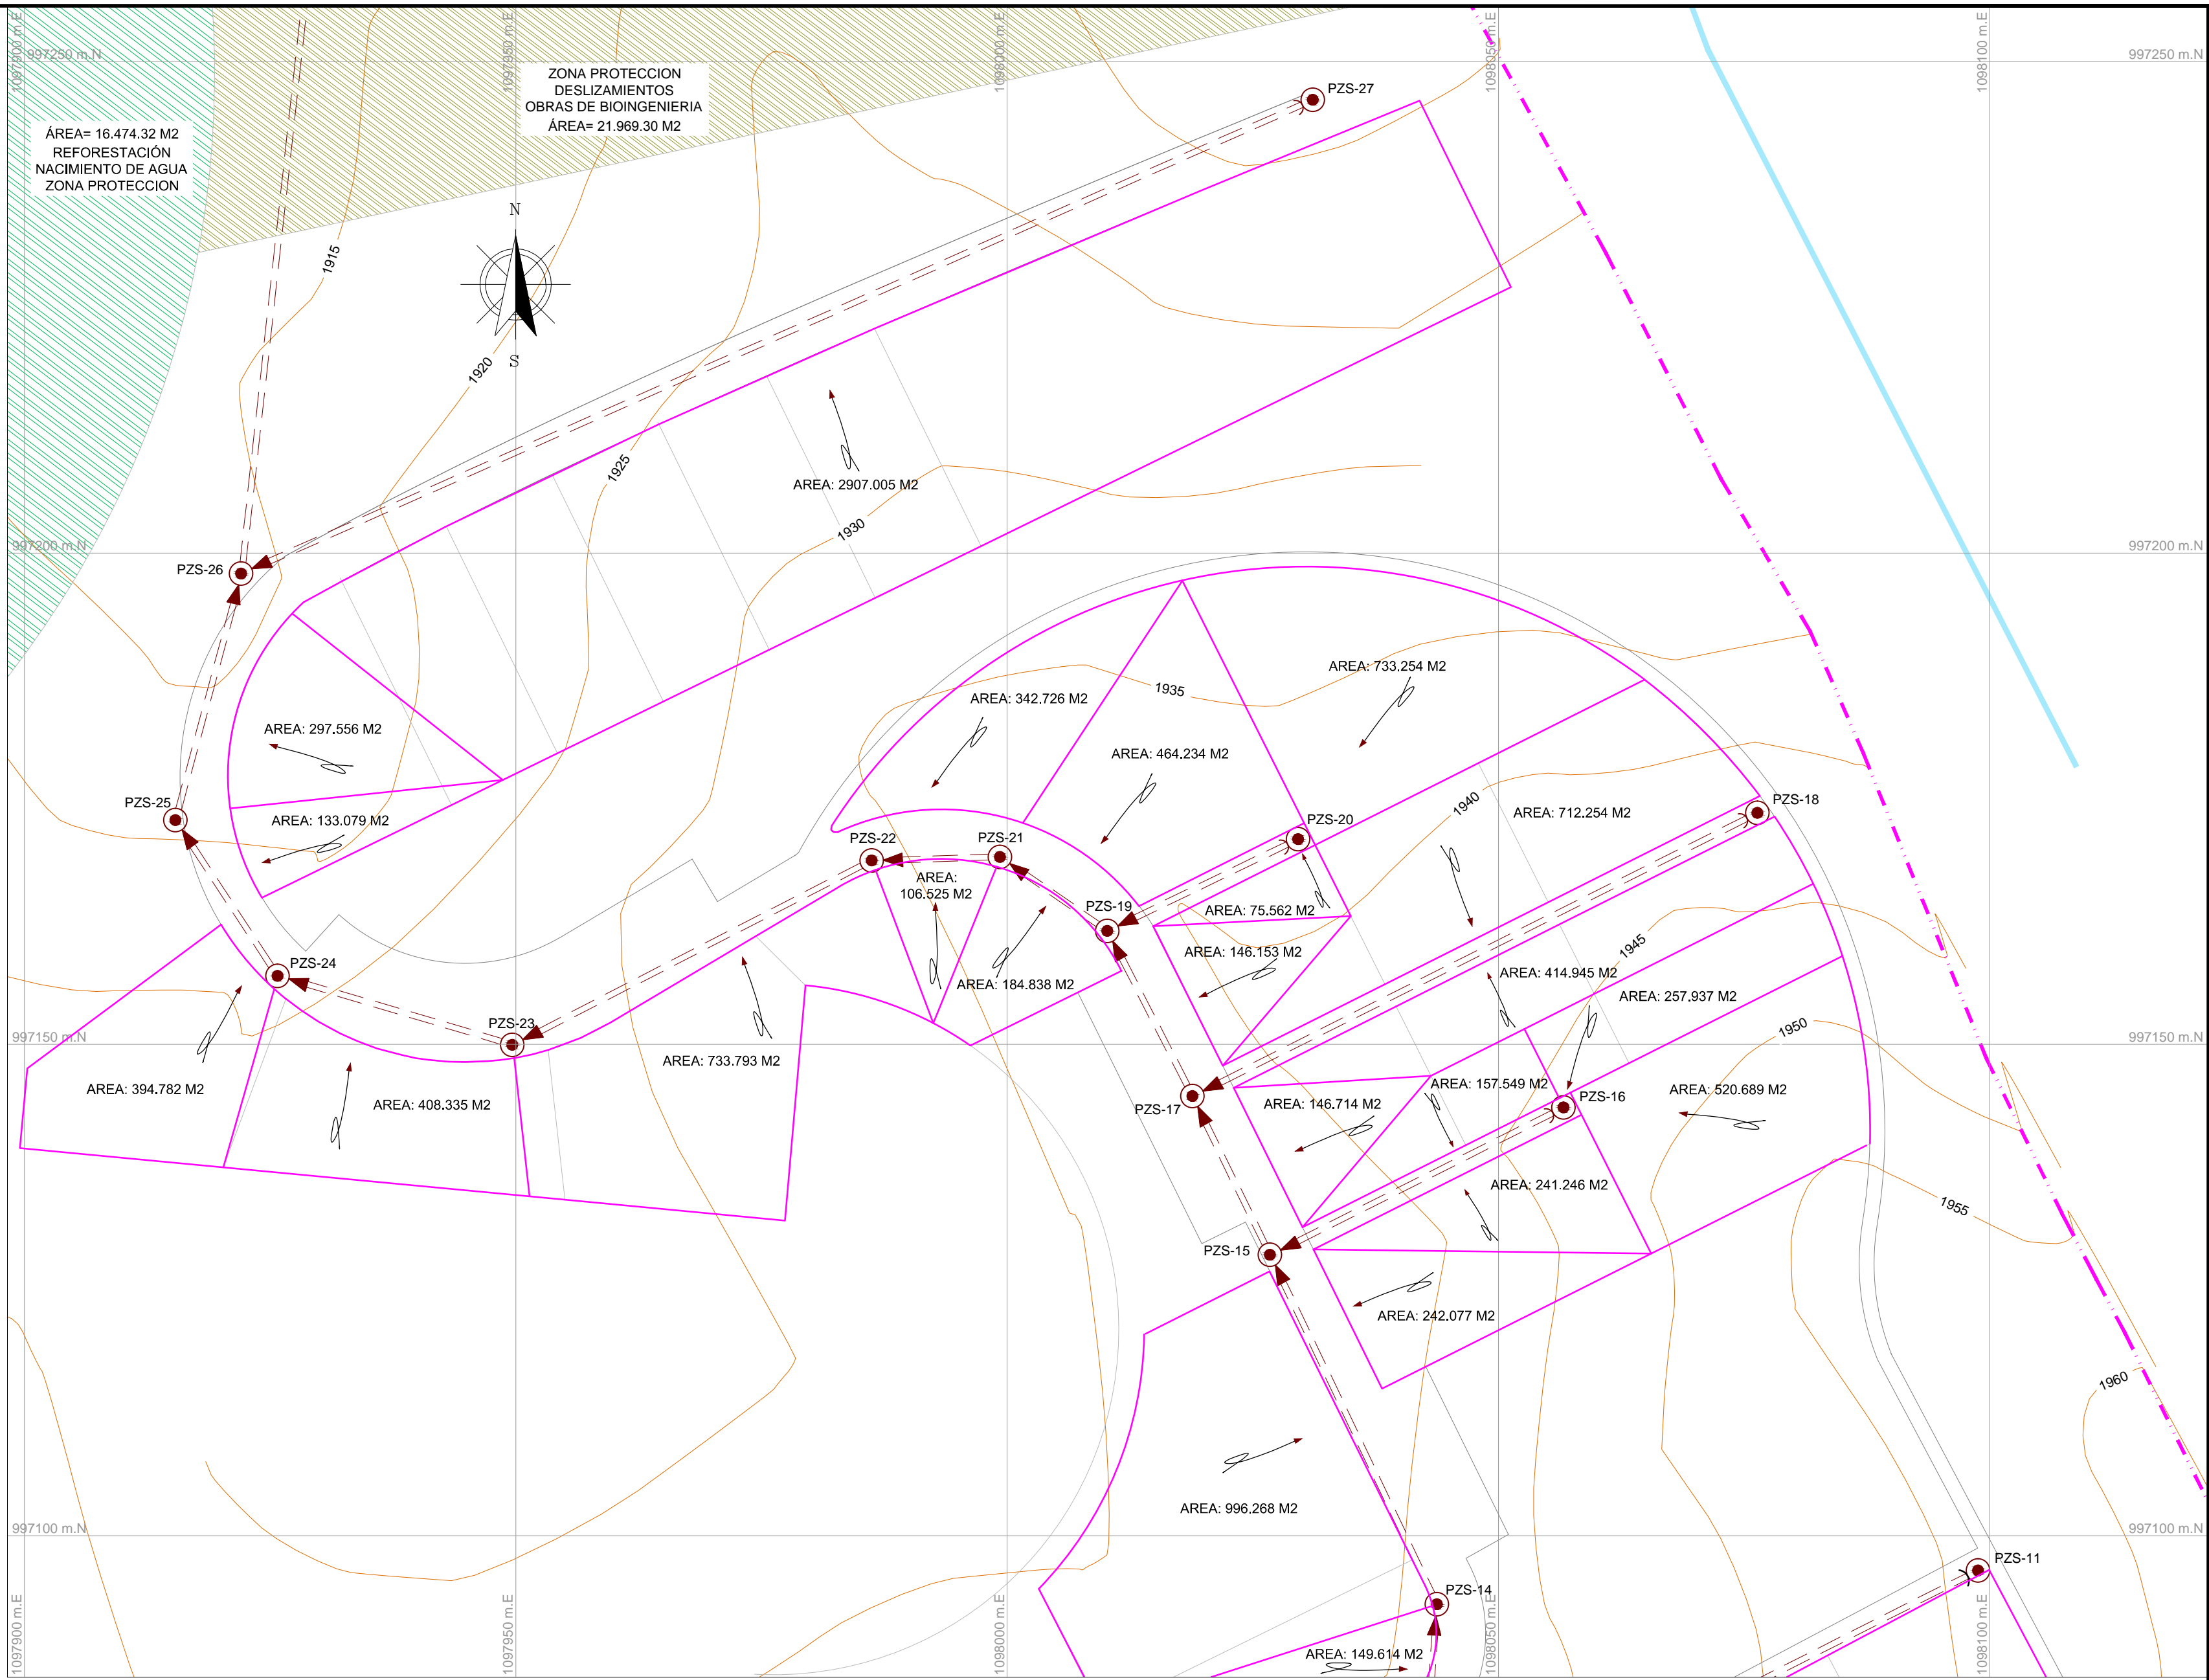 1097900 m.E
1097950 m.E
1098000 m.E
1098050 m.E
1098100 m.E
997250 m.N
997250 m.N
ZONA PROTECCION
DESLIZAMIENTOS
OBRAS DE BIOINGENIERIA
ÁREA= 21.969.30 M2
ÁREA= 16.474.32 M2
REFORESTACIÓN
NACIMIENTO DE AGUA
ZONA PROTECCION
PZS-27
N
S
1915
1920
1925
AREA: 2907.005 M2
1930
997200 m.N
997200 m.N
PZS-26
AREA: 733.254 M2
1935
AREA: 342.726 M2
AREA: 297.556 M2
AREA: 464.234 M2
PZS-25
AREA: 133.079 M2
1940
PZS-18
AREA: 712.254 M2
PZS-20
PZS-21
PZS-22
AREA:
106.525 M2
PZS-19
AREA: 75.562 M2
1945
AREA: 146.153 M2
PZS-24
AREA: 184.838 M2
AREA: 414.945 M2
AREA: 257.937 M2
PZS-23
1950
997150 m.N
997150 m.N
AREA: 733.793 M2
AREA: 394.782 M2
AREA: 408.335 M2
AREA: 157.549 M2
AREA: 520.689 M2
PZS-16
PZS-17
AREA: 146.714 M2
AREA: 241.246 M2
1955
PZS-15
AREA: 242.077 M2
1960
AREA: 996.268 M2
997100 m.N
997100 m.N
PZS-11
PZS-14
AREA: 149.614 M2
1097900 m.E
1097950 m.E
1098000 m.E
1098050 m.E
1098100 m.E